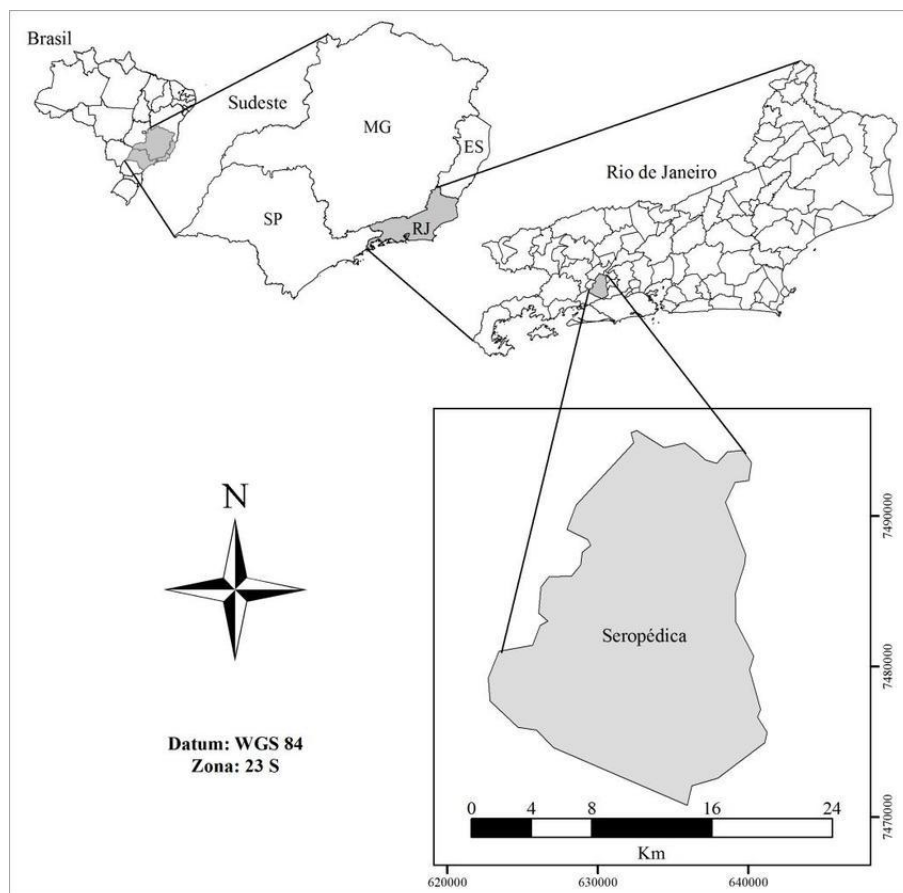 Brasil
Sudeste
MG
ES
SP
RJ
Rio de Janeiro
N
Datum: WGS 84
Zona: 23 S
Seropédica
7490000
7480000
7470000
0 4 8 16 24
Km
620000 630000 640000